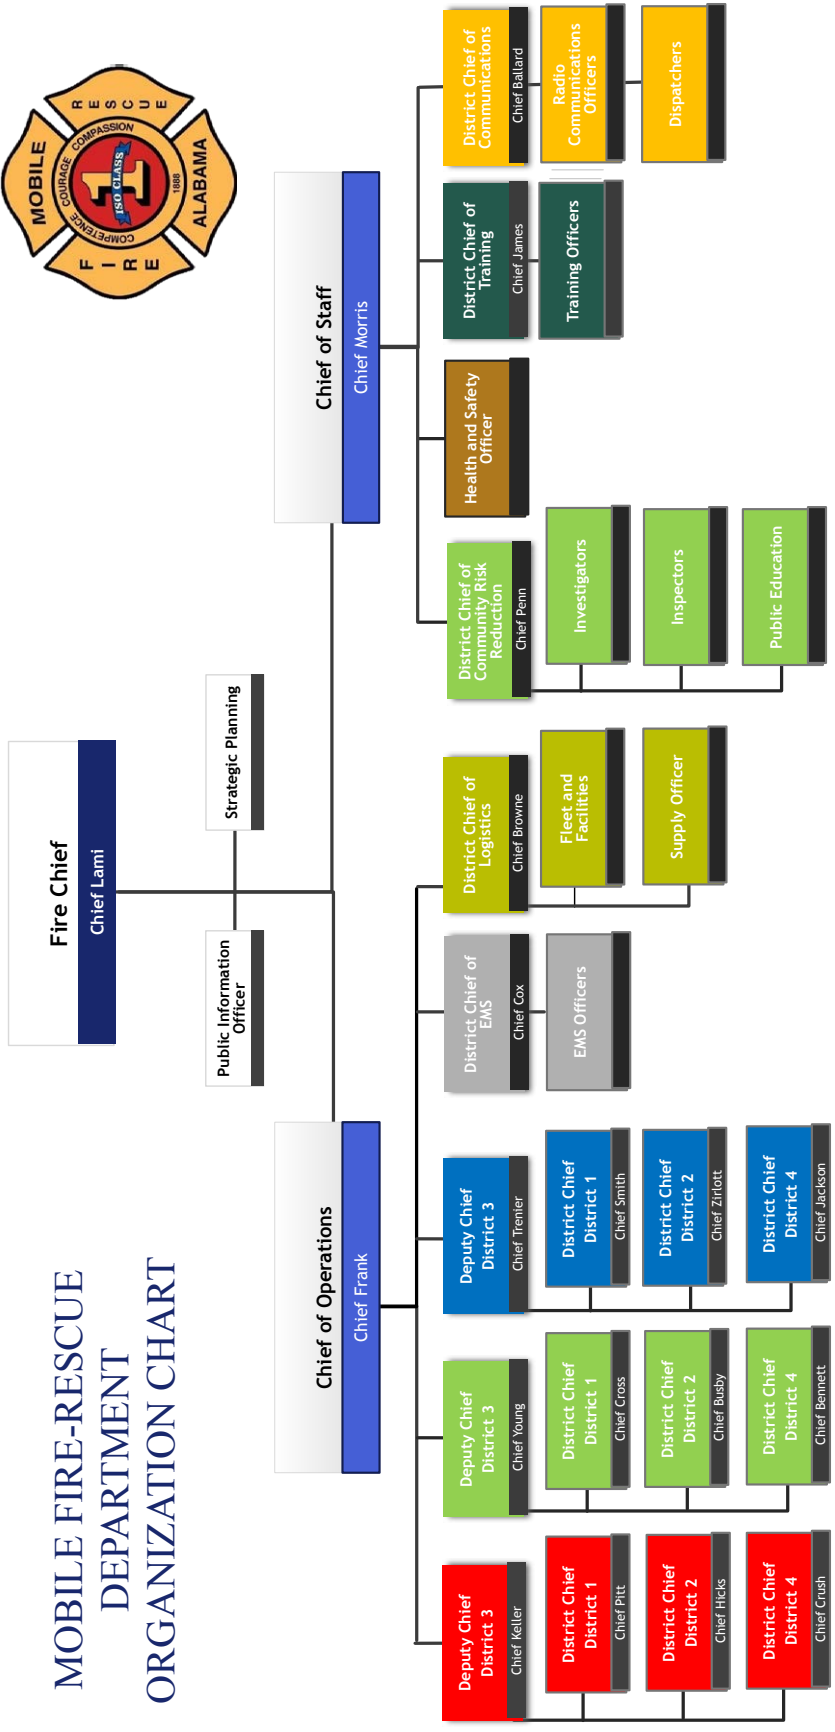 MOBILE FIRE-RESCUE
DEPARTMENT
ORGANIZATION CHART
Fire Chief
Chief Lami
MOBILE
RESCUE
FIRE
ALABAMA
COURAGE COMPASSION
COMPETENCE
1888
1
ISO CLASS
Public Information
Officer
Strategic Planning
Chief of Operations
Chief Frank
Chief of Staff
Chief Morris
Deputy Chief
District 3
Chief Keller
District Chief
District 1
Chief Pitt
District Chief
District 2
Chief Hicks
District Chief
District 4
Chief Crush
Deputy Chief
District 3
Chief Young
District Chief
District 1
Chief Cross
District Chief
District 2
Chief Busby
District Chief
District 4
Chief Bennett
Deputy Chief
District 3
Chief Trenier
District Chief
District 1
Chief Smith
District Chief
District 2
Chief Zirlott
District Chief
District 4
Chief Jackson
District Chief of
EMS
Chief Cox
EMS Officers
District Chief of
Logistics
Chief Browne
Fleet and
Facilities
Supply Officer
District Chief of
Community Risk
Reduction
Chief Penn
Investigators
Inspectors
Public Education
Health and Safety
Officer
District Chief of
Training
Chief James
Training Officers
District Chief of
Communications
Chief Ballard
Radio
Communications
Officers
Dispatchers